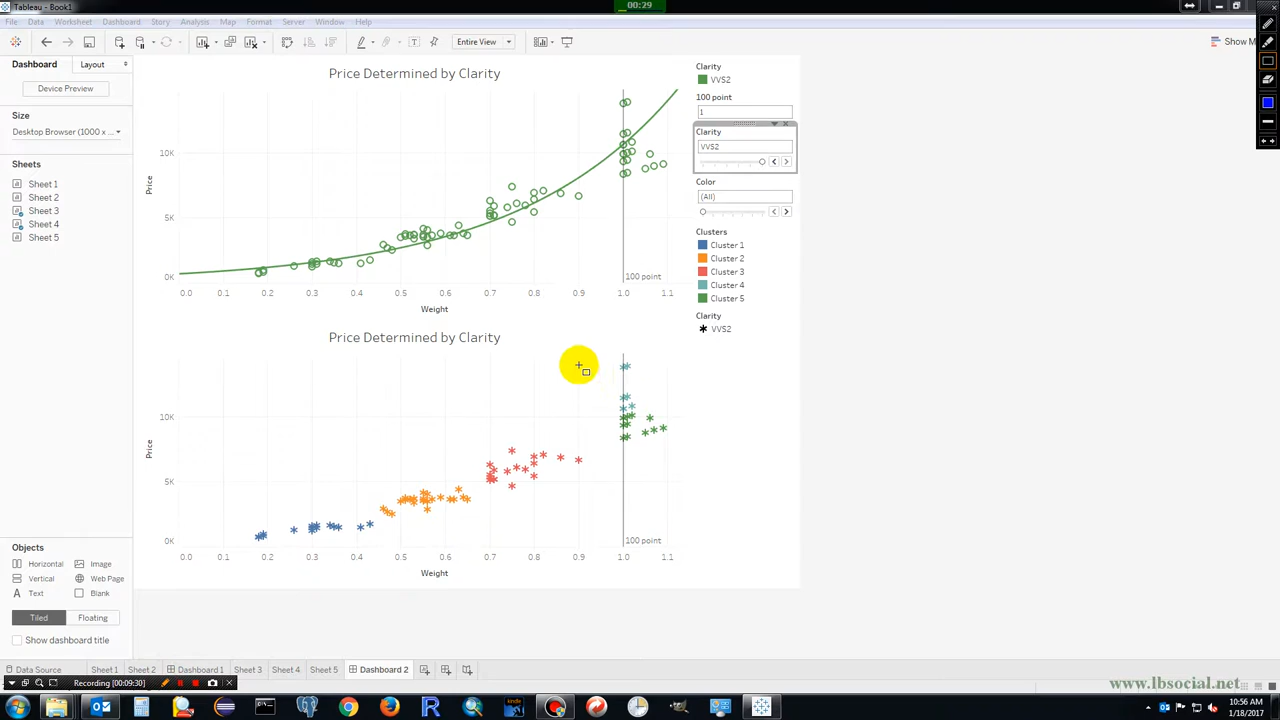 Tableau - Book1
00:29
File Data Worksheet Dashboard Story Analysis Map Format Server Window Help
Entire View
Show M
Dashboard Layout
Device Preview
Size
Desktop Browser (1000 x ...
Sheets
Sheet 1
Sheet 2
Sheet 3
Sheet 4
Sheet 5
Objects
Horizontal Image
Vertical Web Page
Text Blank
Tiled Floating
Show dashboard title
Price Determined by Clarity
Price
10K
5K
0K
100 point
0.0 0.1 0.2 0.3 0.4 0.5 0.6 0.7 0.8 0.9 1.0 1.1
Weight
Price Determined by Clarity
Price
10K
5K
0K
100 point
0.0 0.1 0.2 0.3 0.4 0.5 0.6 0.7 0.8 0.9 1.0 1.1
Weight
Clarity
VVS2
100 point
1
Clarity
VVS2
Color
(All)
Clusters
Cluster 1
Cluster 2
Cluster 3
Cluster 4
Cluster 5
Clarity
VVS2
Data Source Sheet 1 Sheet 2 Dashboard 1 Sheet 3 Sheet 4 Sheet 5 Dashboard 2
Recording [00:09:30]
www.lbsocial.net
kindle
10:56 AM
1/18/2017